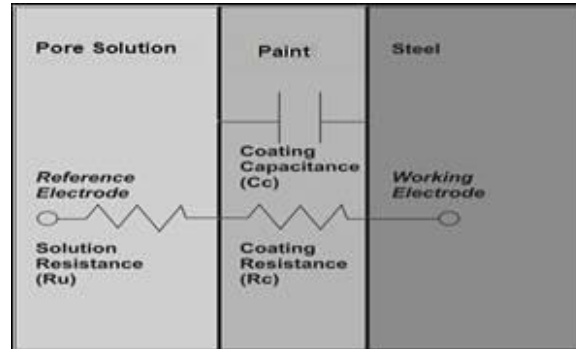 Pore Solution
Paint
Steel
Coating
Capacitance
(Cc)
Reference
Electrode
Working
Electrode
Solution
Resistance
(Ru)
Coating
Resistance
(Rc)